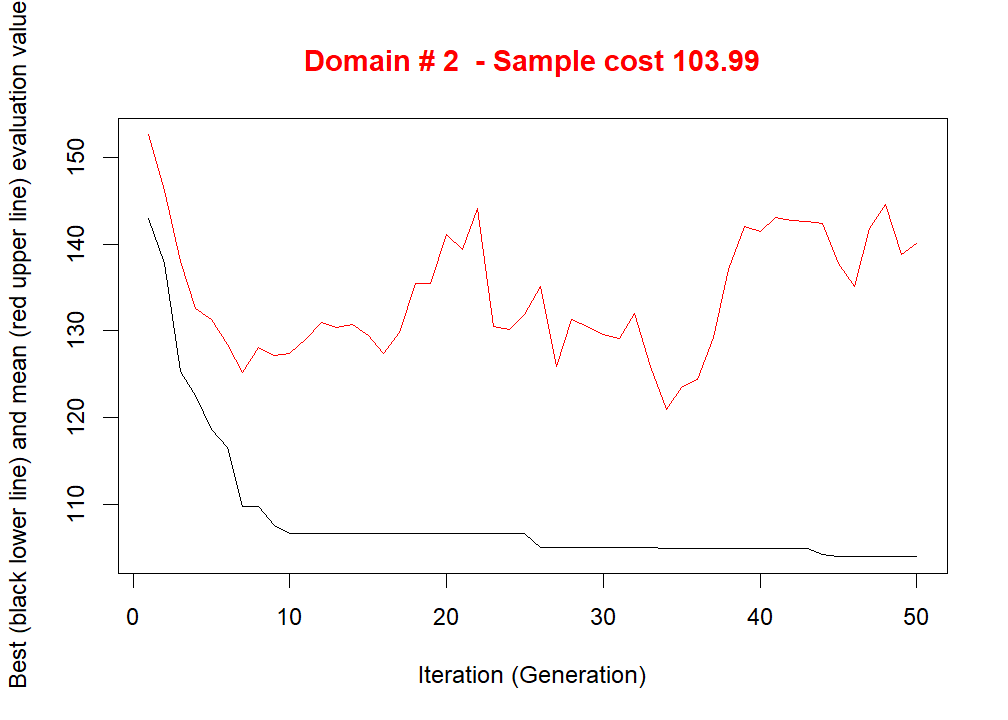 Domain # 2  - Sample cost 103.99
Best (black lower line) and mean (red upper line) evaluation value
150
140
130
120
110
0 10 20 30 40 50
Iteration (Generation)